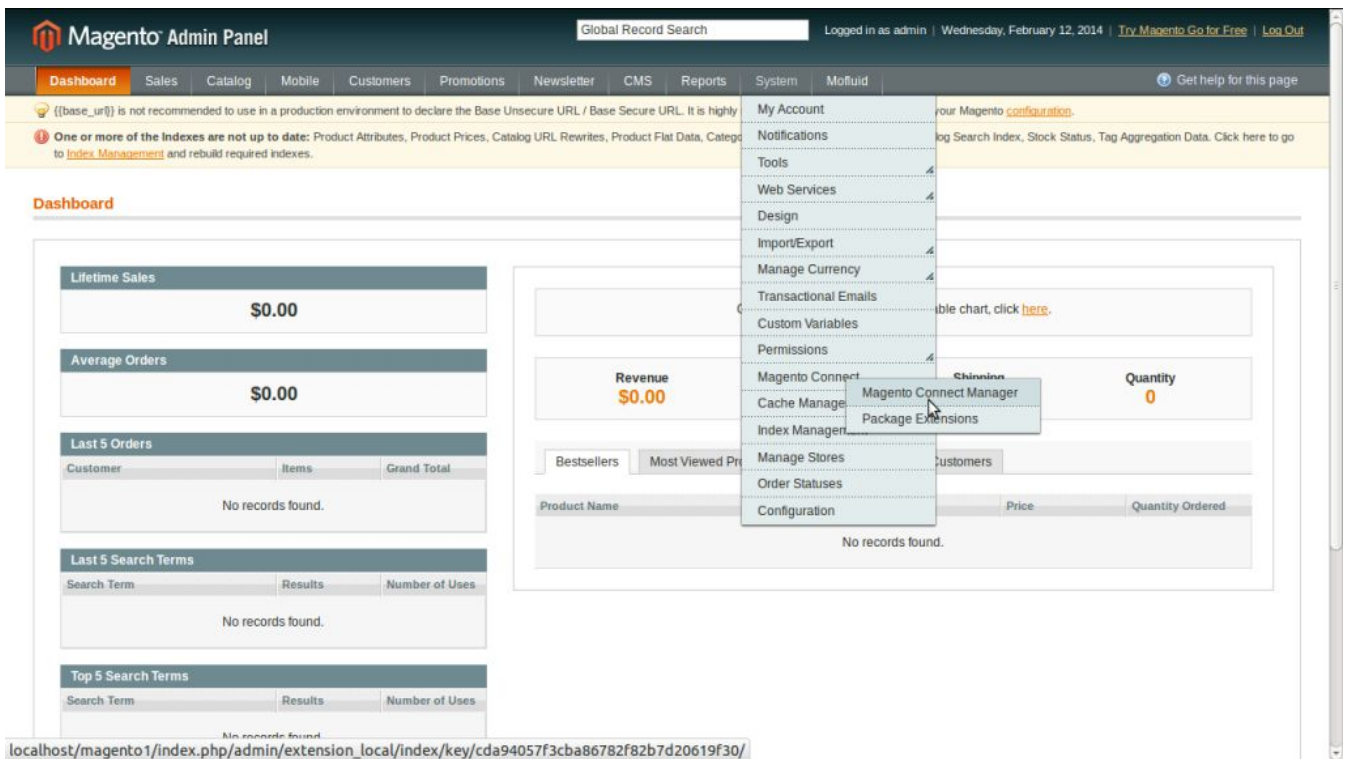 Magento Admin Panel
Global Record Search
Logged in as admin | Wednesday, February 12, 2014 | Try Magento Go for Free | Log Out
Dashboard Sales Catalog Mobile Customers Promotions Newsletter CMS Reports System Mofluid Get help for this page
{{base_url}} is not recommended to use in a production environment to declare the Base Unsecure URL / Base Secure URL. It is highly your Magento configuration.
One or more of the Indexes are not up to date: Product Attributes, Product Prices, Catalog URL Rewrites, Product Flat Data, Catego og Search Index, Stock Status, Tag Aggregation Data. Click here to go
to Index Management and rebuild required indexes.
My Account
Notifications
Tools
Web Services
Design
Import/Export
Manage Currency
Transactional Emails
Custom Variables
Permissions
Magento Connect
Cache Manage
Index Management
Manage Stores
Order Statuses
Configuration
Magento Connect Manager
Package Extensions
Dashboard
Lifetime Sales
$0.00
Average Orders
$0.00
Last 5 Orders
Customer Items Grand Total
No records found.
Last 5 Search Terms
Search Term Results Number of Uses
No records found.
Top 5 Search Terms
Search Term Results Number of Uses
No records found.
able chart, click here.
Revenue Shipping Quantity
$0.00 0
Bestsellers Most Viewed Pro Customers
Product Name Price Quantity Ordered
No records found.
localhost/magento1/index.php/admin/extension_local/index/key/cda94057f3cba86782f82b7d20619f30/